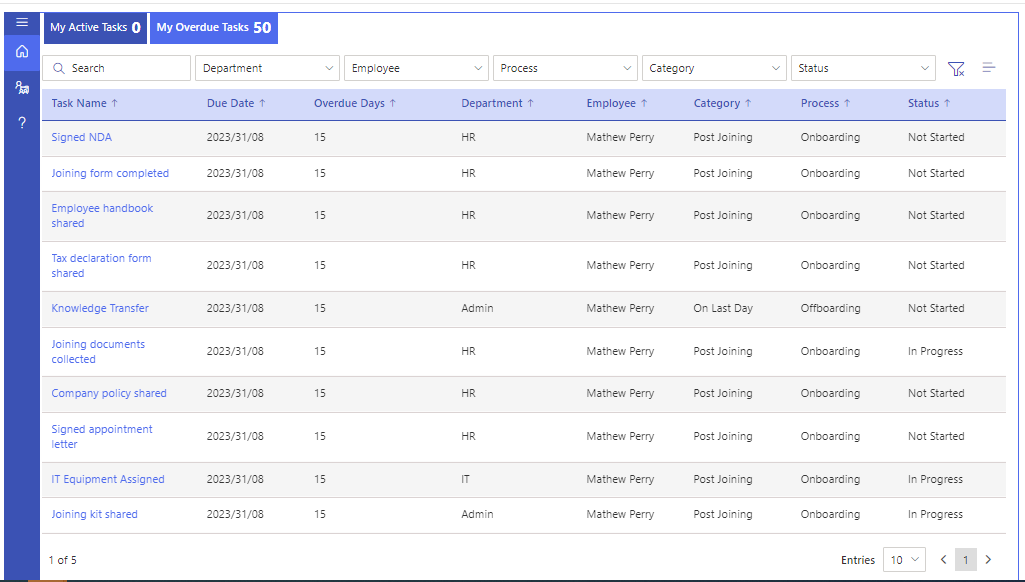 My Active Tasks 0 My Overdue Tasks 50
Search Department Employee Process Category Status
Task Name ↑ Due Date ↑ Overdue Days ↑ Department ↑ Employee ↑ Category ↑ Process ↑ Status ↑
Signed NDA 2023/31/08 15 HR Mathew Perry Post Joining Onboarding Not Started
? 
Joining form completed 2023/31/08 15 HR Mathew Perry Post Joining Onboarding Not Started
Employee handbook
shared 2023/31/08 15 HR Mathew Perry Post Joining Onboarding Not Started
Tax declaration form
shared 2023/31/08 15 HR Mathew Perry Post Joining Onboarding Not Started
Knowledge Transfer 2023/31/08 15 Admin Mathew Perry On Last Day Offboarding Not Started
Joining documents
collected 2023/31/08 15 HR Mathew Perry Post Joining Onboarding In Progress
Company policy shared 2023/31/08 15 HR Mathew Perry Post Joining Onboarding Not Started
Signed appointment
letter 2023/31/08 15 HR Mathew Perry Post Joining Onboarding Not Started
IT Equipment Assigned 2023/31/08 15 IT Mathew Perry Post Joining Onboarding In Progress
Joining kit shared 2023/31/08 15 Admin Mathew Perry Post Joining Onboarding In Progress
1 of 5 Entries 10 1